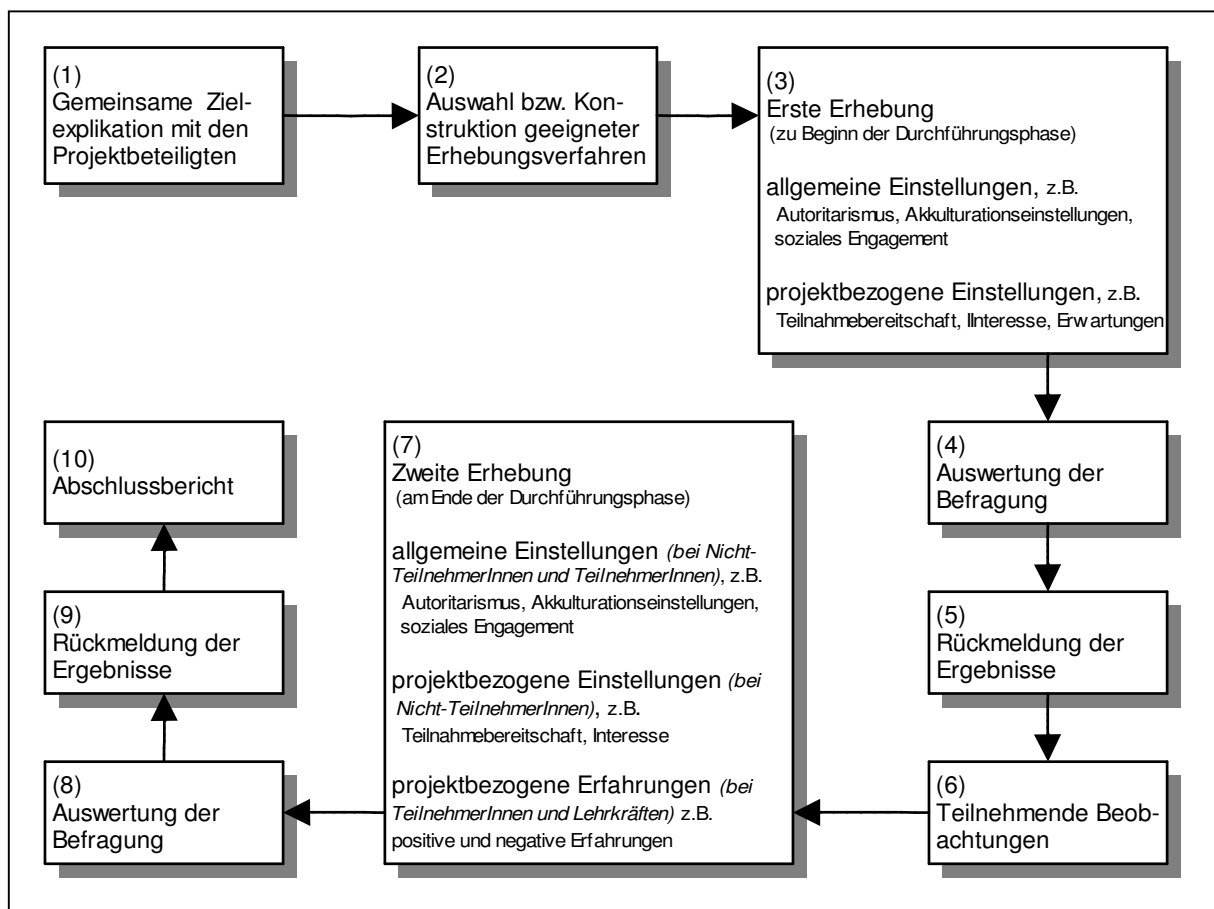 (1)
Gemeinsame Ziel-
explikation mit den
Projektbeteiligten
(2)
Auswahl bzw. Kon-
struktion geeigneter
Erhebungsverfahren
(3)
Erste Erhebung
(zu Beginn der Durchführungsphase)
allgemeine Einstellungen, z.B.
Autoritarismus, Akkulturationseinstellungen,
soziales Engagement
projektbezogene Einstellungen, z.B.
Teilnahmebereitschaft, IInteresse, Erwartungen
(4)
Auswertung der
Befragung
(5)
Rückmeldung der
Ergebnisse
(6)
Teilnehmende Beob-
achtungen
(7)
Zweite Erhebung
(am Ende der Durchführungsphase)
allgemeine Einstellungen (bei Nicht-
TeilnehmerInnen und TeilnehmerInnen), z.B.
Autoritarismus, Akkulturationseinstellungen,
soziales Engagement
projektbezogene Einstellungen (bei
Nicht-TeilnehmerInnen), z.B.
Teilnahmebereitschaft, Interesse
projektbezogene Erfahrungen (bei
TeilnehmerInnen und Lehrkräften) z.B.
positive und negative Erfahrungen
(8)
Auswertung der
Befragung
(9)
Rückmeldung der
Ergebnisse
(10)
Abschlussbericht